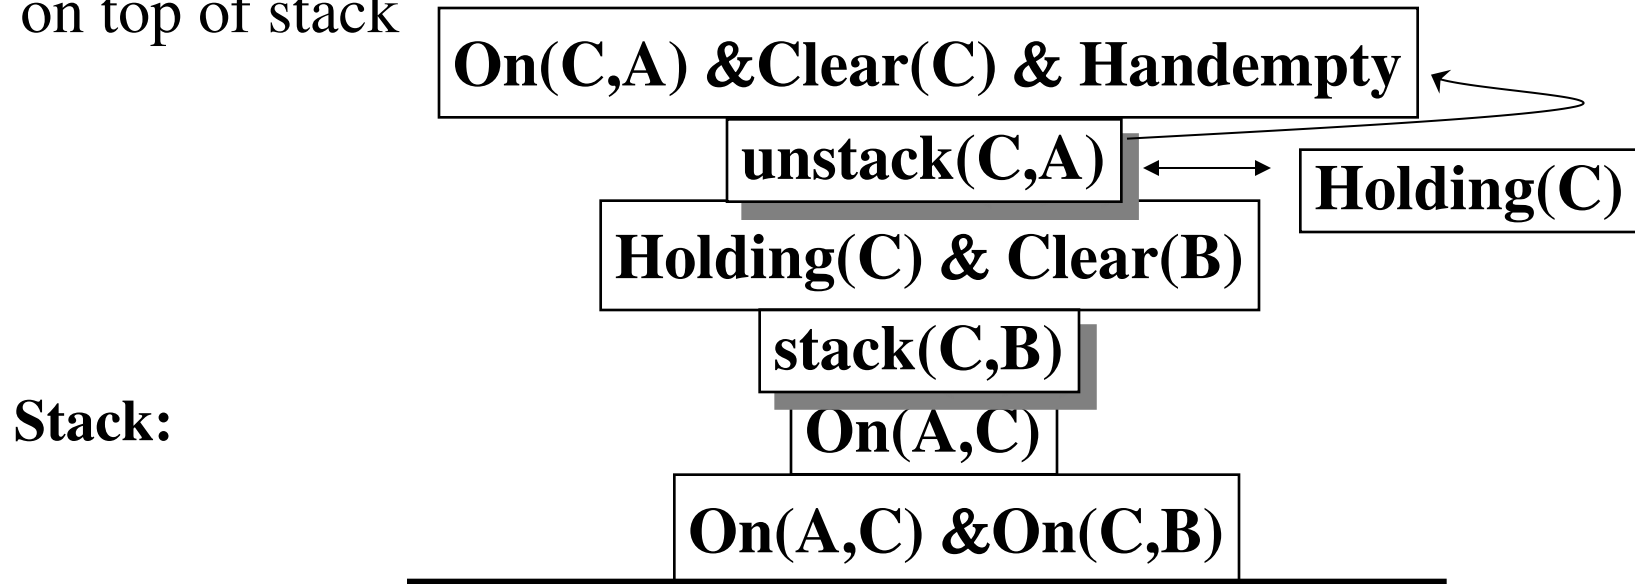 on top of stack
On(C,A) &Clear(C) & Handempty
unstack(C,A)
Holding(C)
Holding(C) & Clear(B)
stack(C,B)
Stack:
On(A,C)
On(A,C) &On(C,B)